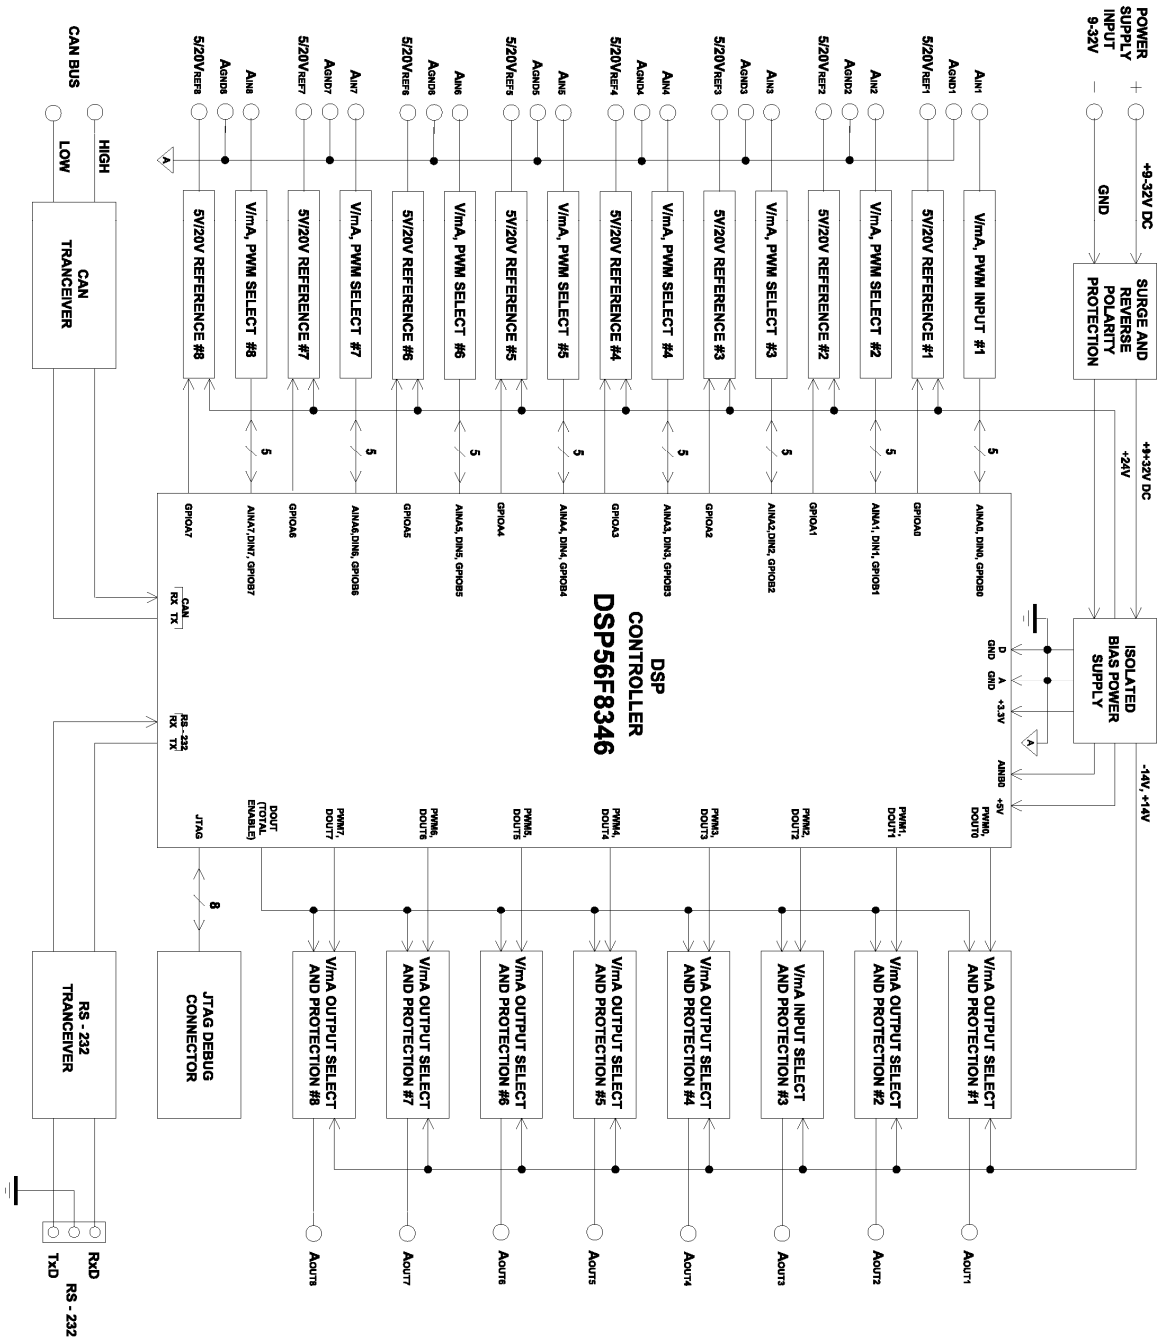 POWER
SUPPLY
INPUT
9-32V
+
-
+9-32V DC
GND
SURGE AND
REVERSE
POLARITY
PROTECTION
+9+32V DC
+24V
ISOLATED
BIAS POWER
SUPPLY
-14V, +14V
AIN1
AGND1
5/20VREF1
V/mA, PWM INPUT #1
5V/20V REFERENCE #1
5
AINA0, DIN0, GPIOB0
GPIOA0
AIN2
AGND2
5/20VREF2
V/mA, PWM SELECT #2
5V/20V REFERENCE #2
5
AINA1, DIN1, GPIOB1
GPIOA1
AIN3
AGND3
5/20VREF3
V/mA, PWM SELECT #3
5V/20V REFERENCE #3
5
AINA2,DIN2, GPIOB2
GPIOA2
AIN4
AGND4
5/20VREF4
V/mA, PWM SELECT #4
5V/20V REFERENCE #4
5
AINA3, DIN3, GPIOB3
GPIOA3
AIN5
AGND5
5/20VREF5
V/mA, PWM SELECT #5
5V/20V REFERENCE #5
5
AINA4, DIN4, GPIOB4
GPIOA4
AIN6
AGND6
5/20VREF6
V/mA, PWM SELECT #6
5V/20V REFERENCE #6
5
AINA5, DIN5, GPIOB5
GPIOA5
AIN7
AGND7
5/20VREF7
V/mA, PWM SELECT #7
5V/20V REFERENCE #7
5
AINA6,DIN6, GPIOB6
GPIOA6
AIN8
AGND8
5/20VREF8
V/mA, PWM SELECT #8
5V/20V REFERENCE #8
5
AINA7,DIN7, GPIOB7
GPIOA7
A
D
GND
A
GND
+3.3V
A
AINB0
+5V
DSP
CONTROLLER
DSP56F8346
PWM0,
DOUT0
PWM1,
DOUT1
PWM2,
DOUT2
PWM3,
DOUT3
PWM4,
DOUT4
PWM5,
DOUT5
PWM6,
DOUT6
PWM7,
DOUT7
DOUT
(TOTAL
ENABLE)
JTAG
8
CAN
RX TX
RS - 232
RX TX
V/mA OUTPUT SELECT
AND PROTECTION #1
AOUT1
V/mA OUTPUT SELECT
AND PROTECTION #2
AOUT2
V/mA INPUT SELECT
AND PROTECTION #3
AOUT3
V/mA OUTPUT SELECT
AND PROTECTION #4
AOUT4
V/mA OUTPUT SELECT
AND PROTECTION #5
AOUT5
V/mA OUTPUT SELECT
AND PROTECTION #6
AOUT6
V/mA OUTPUT SELECT
AND PROTECTION #7
AOUT7
V/mA OUTPUT SELECT
AND PROTECTION #8
AOUT8
JTAG DEBUG
CONNECTOR
CAN BUS
HIGH
LOW
CAN
TRANCEIVER
RS - 232
TRANCEIVER
RxD
TxD
RS - 232